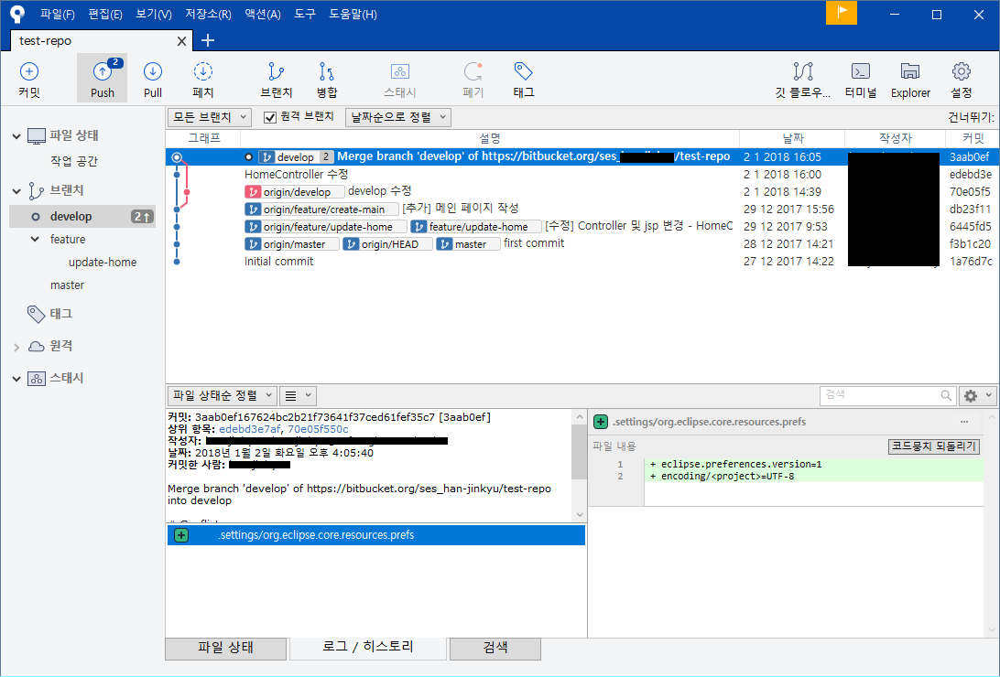 파일(F) 편집(E) 보기(V) 저장소(R) 액션(A) 도구 도움말(H)
test-repo
커밋 Push 2 Pull 페치 브랜치 병합 스태시 폐기 태그 깃 플로우... 터미널 Explorer 설정
모든 브랜치 원격 브랜치 날짜순으로 정렬 건너뛰기:
파일 상태
작업 공간
브랜치
develop 2↑
feature
update-home
master
태그
원격
스태시
그래프 설명 날짜 작성자 커밋
develop 2 Merge branch 'develop' of https://bitbucket.org/ses_ /test-repo 2 1 2018 16:05 3aab0ef
HomeController 수정 2 1 2018 16:00 edebd3e
origin/develop develop 수정 2 1 2018 14:39 70e05f5
origin/feature/create-main [추가] 메인 페이지 작성 29 12 2017 15:56 db23f11
origin/feature/update-home feature/update-home [수정] Controller 및 jsp 변경 - HomeC 29 12 2017 9:53 6445fd5
origin/master origin/HEAD master first commit 28 12 2017 14:21 f3b1c20
Initial commit 27 12 2017 14:22 1a76d7c
파일 상태순 정렬 검색
커밋: 3aab0ef167624bc2b21f73641f37ced61fef35c7 [3aab0ef]
상위 항목: edebd3e7af, 70e05f550c
작성자:
날짜: 2018년 1월 2일 화요일 오후 4:05:40
커밋한 사람:
Merge branch 'develop' of https://bitbucket.org/ses_han-jinkyu/test-repo
into develop
.settings/org.eclipse.core.resources.prefs
.settings/org.eclipse.core.resources.prefs ...
파일 내용 코드뭉치 되돌리기
1 + eclipse.preferences.version=1
2 + encoding/<project>=UTF-8
파일 상태 로그 / 히스토리 검색